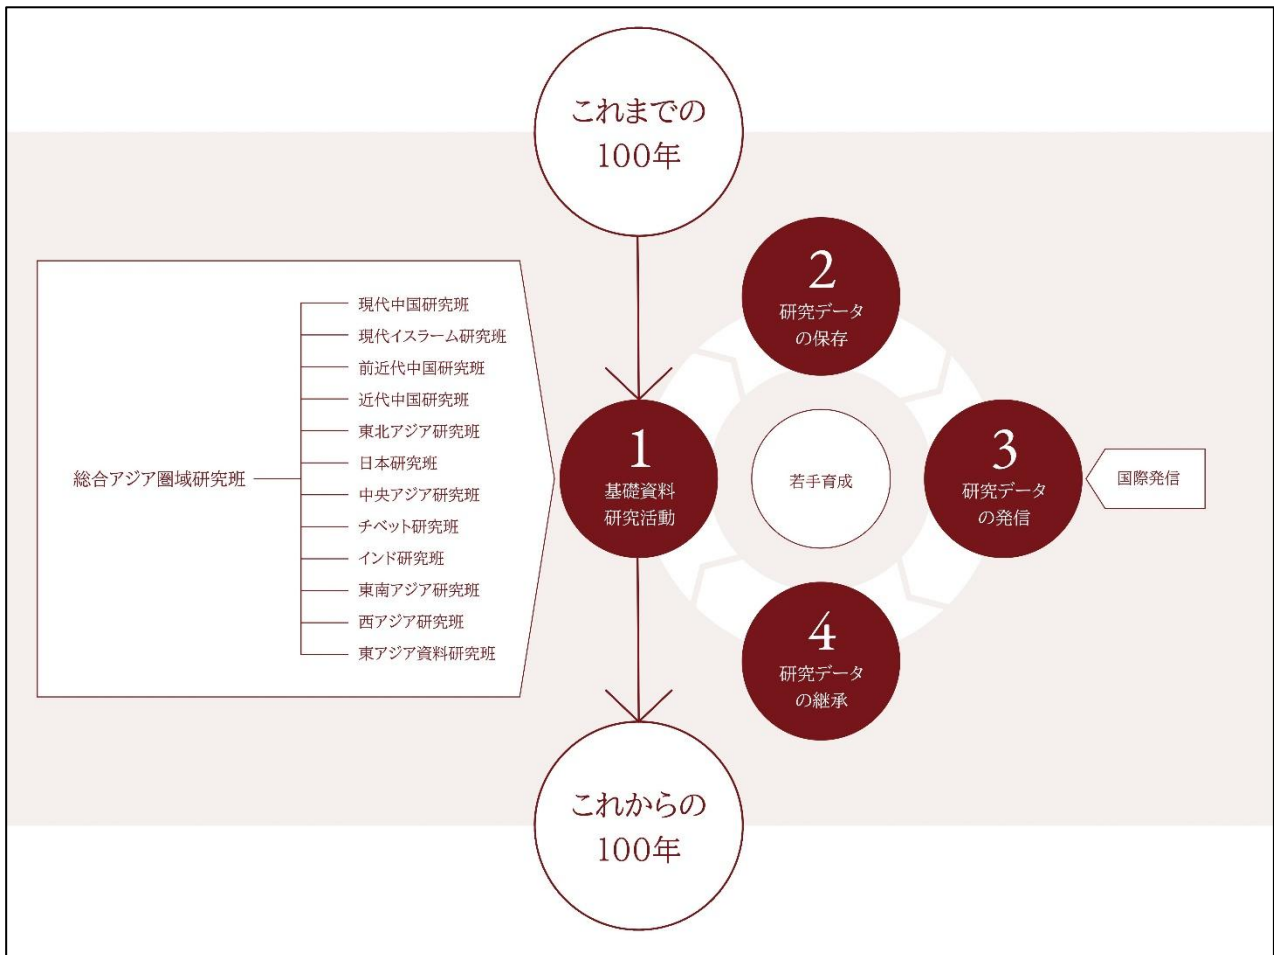 これまでの
100年
総合アジア圏域研究班
現代中国研究班
現代イスラーム研究班
前近代中国研究班
近代中国研究班
東北アジア研究班
日本研究班
中央アジア研究班
チベット研究班
インド研究班
東南アジア研究班
西アジア研究班
東アジア資料研究班
1
基礎資料
研究活動
2
研究データ
の保存
3
研究データ
の発信
4
研究データ
の継承
若手育成
国際発信
これからの
100年